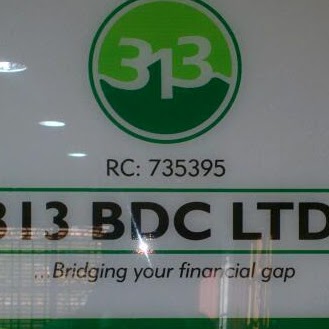 313
RC: 735395
313 BDC LTD
...Bridging your financial gap